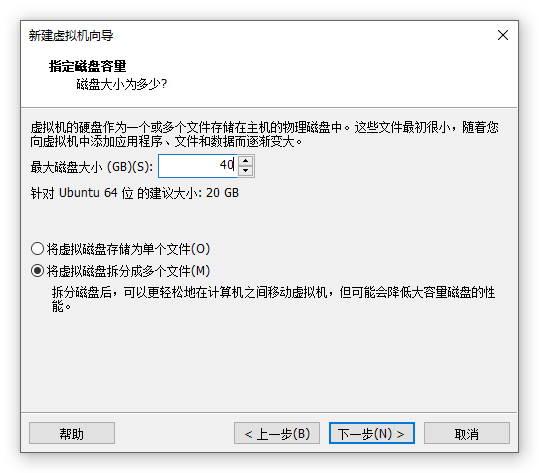 新建虚拟机向导
指定磁盘容量
磁盘大小为多少?
虚拟机的硬盘作为一个或多个文件存储在主机的物理磁盘中。这些文件最初很小，随着您
向虚拟机中添加应用程序、文件和数据而逐渐变大。
最大磁盘大小 (GB)(S): 40
针对 Ubuntu 64 位 的建议大小: 20 GB
将虚拟磁盘存储为单个文件(O)
将虚拟磁盘拆分成多个文件(M)
拆分磁盘后，可以更轻松地在计算机之间移动虚拟机，但可能会降低大容量磁盘的性
能。
帮助 < 上一步(B) 下一步(N) > 取消